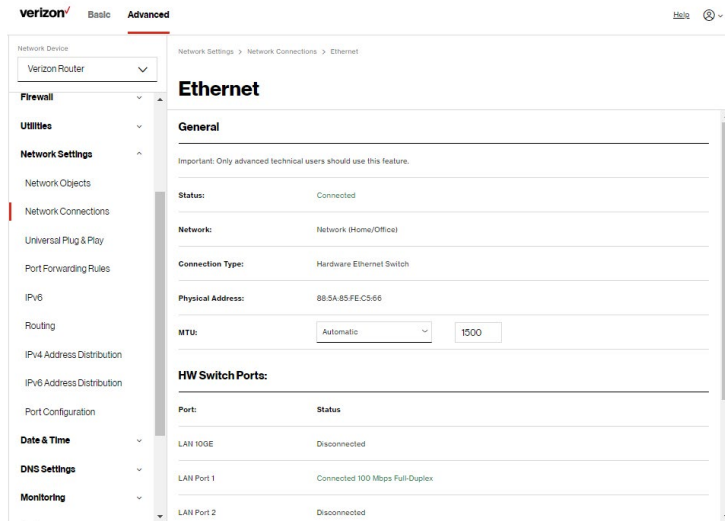 verizon✓ Basic Advanced Help
Network Device
Verizon Router
Firewall
Utilities
Network Settings
Network Objects
Network Connections
Universal Plug & Play
Port Forwarding Rules
IPv6
Routing
IPv4 Address Distribution
IPv6 Address Distribution
Port Configuration
Date & Time
DNS Settings
Monitoring
Network Settings > Network Connections > Ethernet
Ethernet
General
Important: Only advanced technical users should use this feature.
Status: Connected
Network: Network (Home/Office)
Connection Type: Hardware Ethernet Switch
Physical Address: 88:5A:85:FE:C5:66
MTU: Automatic 1500
HW Switch Ports:
Port: Status
LAN 10GE Disconnected
LAN Port 1 Connected 100 Mbps Full-Duplex
LAN Port 2 Disconnected